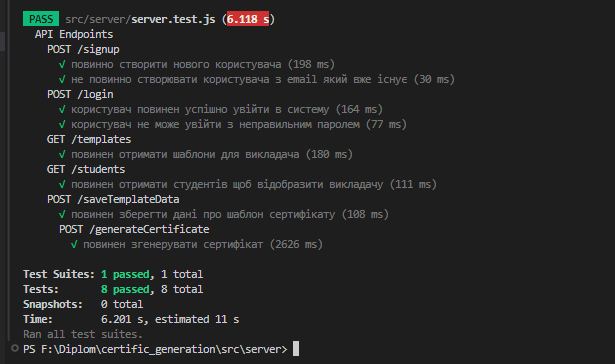 PASS src/server/server.test.js (6.118 s)
API Endpoints
POST /signup
√ повинно створити нового користувача (198 ms)
√ не повинно створювати користувача з email який вже існує (30 ms)
POST /login
√ користувач повинен успішно увійти в систему (164 ms)
√ користувач не може увійти з неправильним паролем (77 ms)
GET /templates
√ повинен отримати шаблони для викладача (180 ms)
GET /students
√ повинен отримати студентів щоб відобразити викладачу (111 ms)
POST /saveTemplateData
√ повинен зберегти дані про шаблон сертифікату (108 ms)
POST /generateCertificate
√ повинен згенерувати сертифікат (2626 ms)
Test Suites: 1 passed, 1 total
Tests: 8 passed, 8 total
Snapshots: 0 total
Time: 6.201 s, estimated 11 s
Ran all test suites.
PS F:\Diplom\certific_generation\src\server>